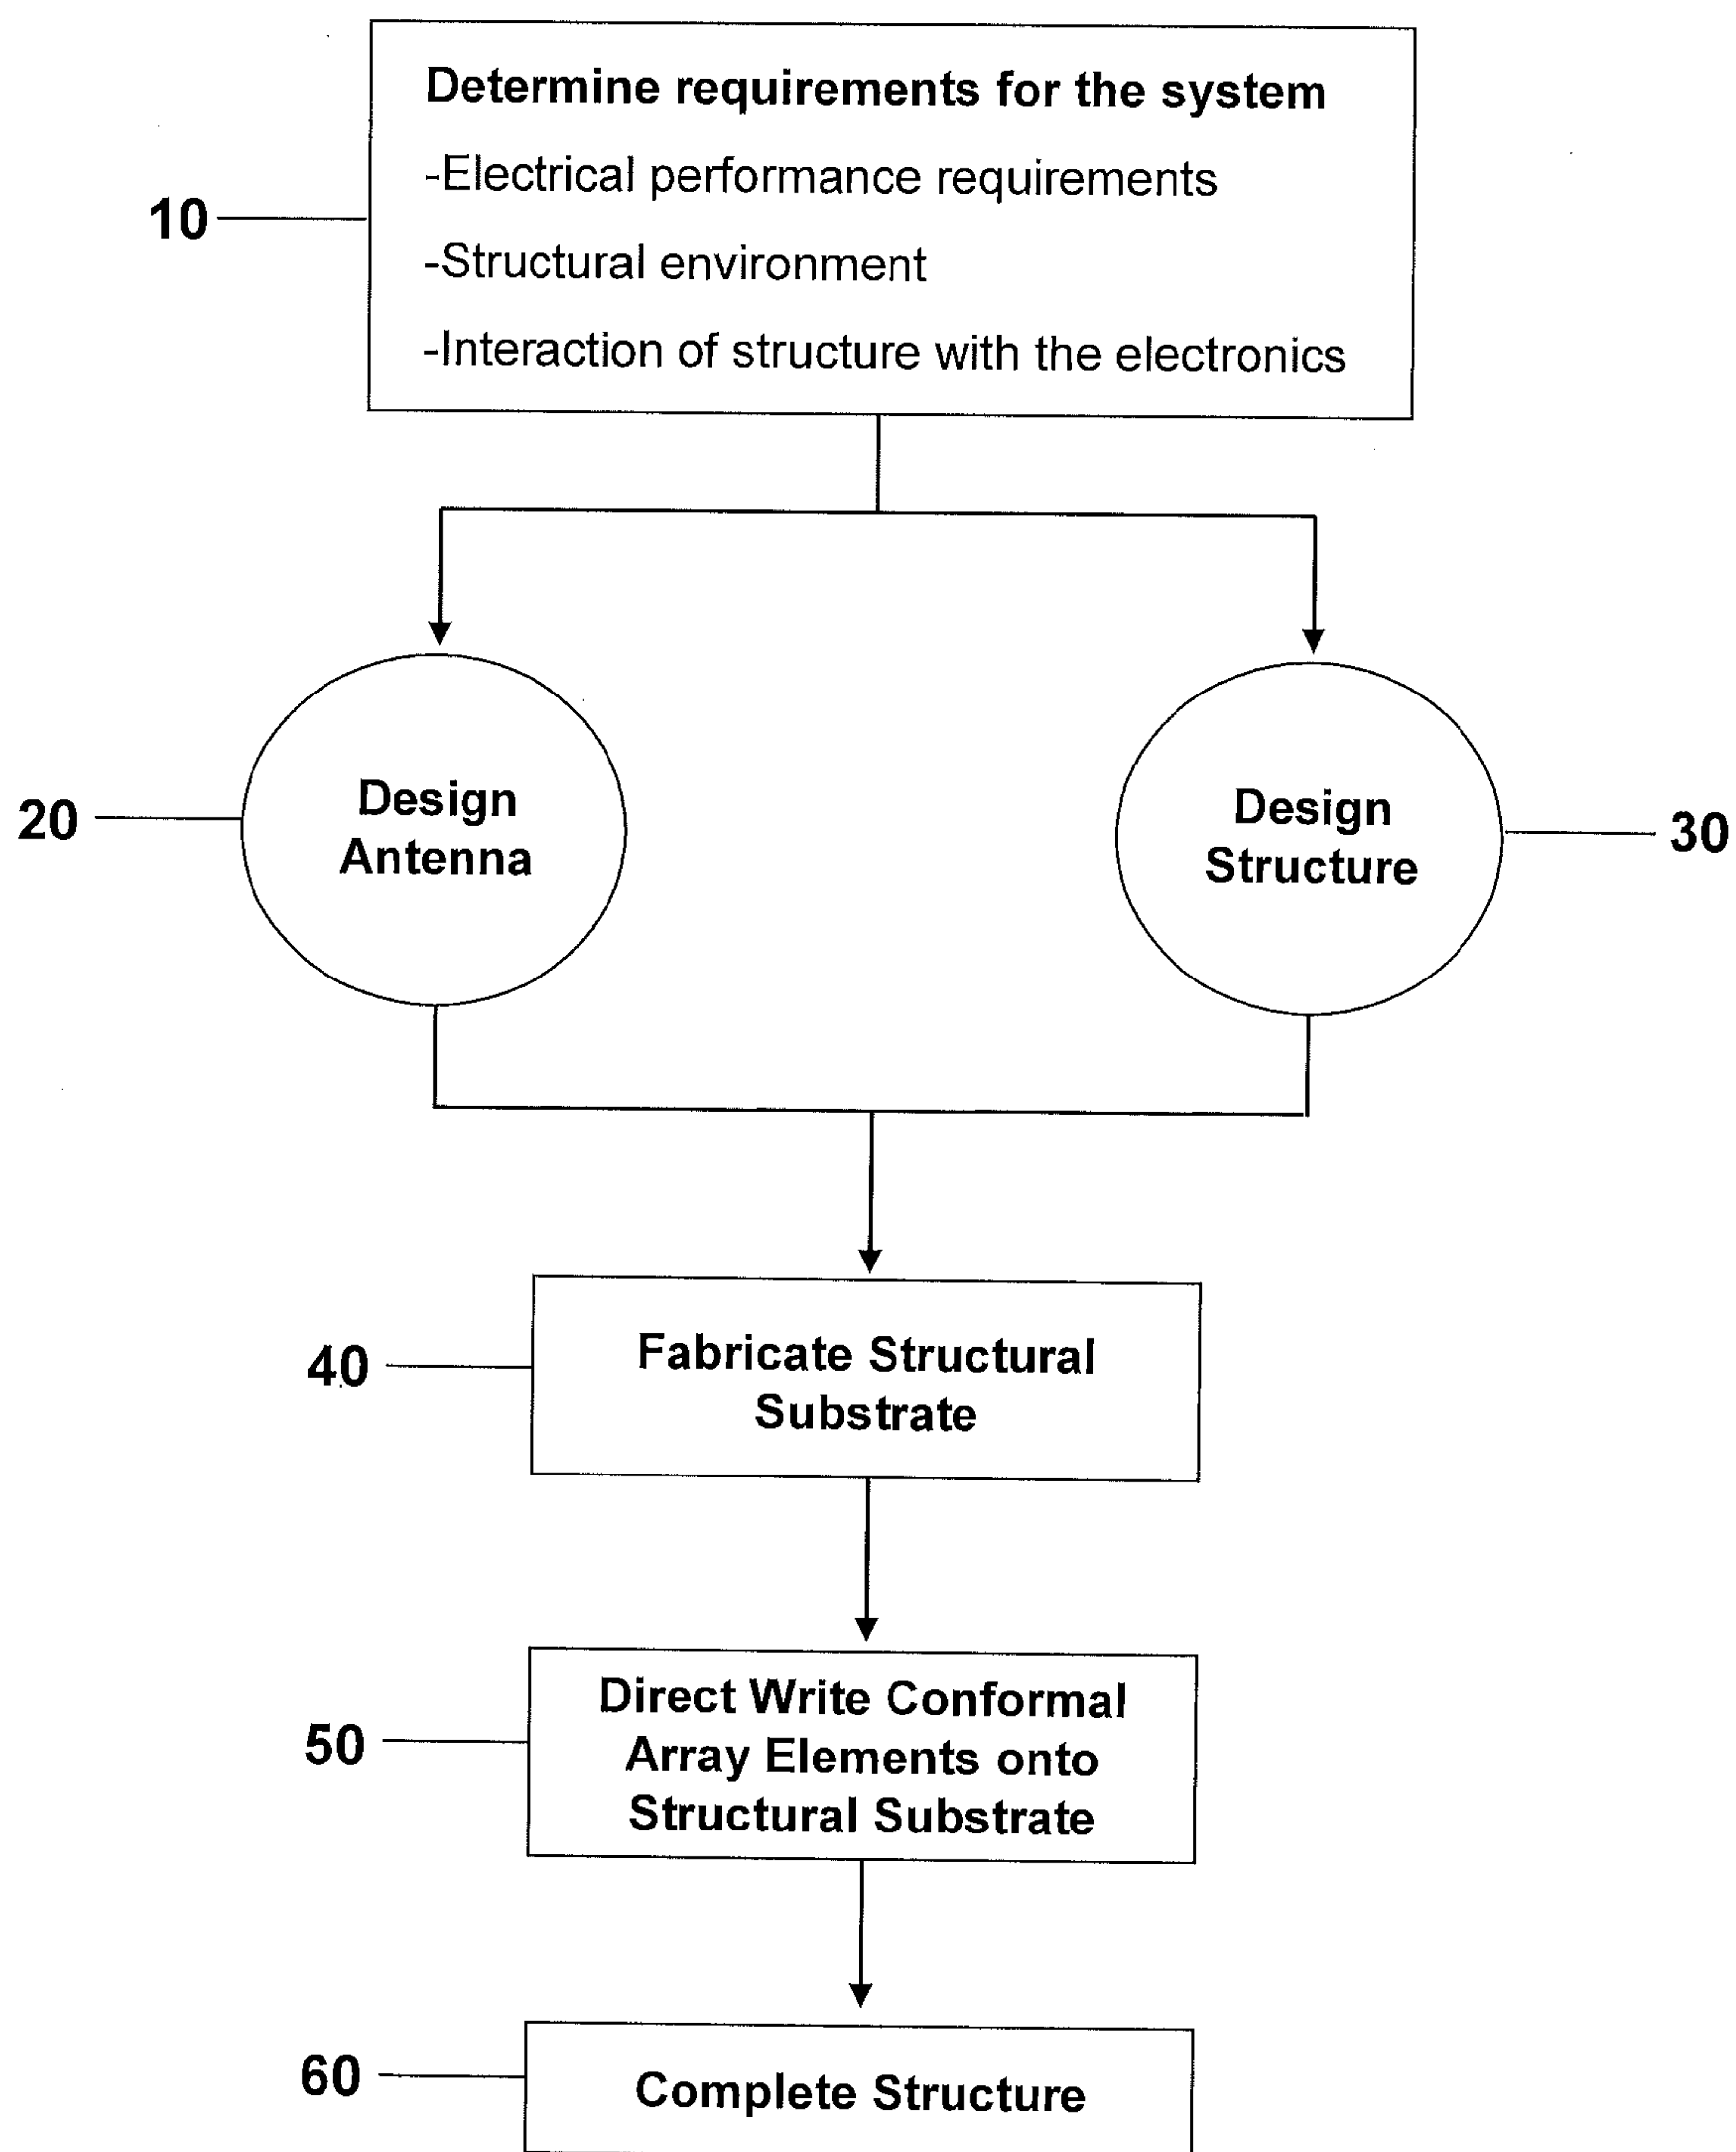 Determine requirements for the system
-Electrical performance requirements
10
-Structural environment
-Interaction of structure with the electronics
Design
Antenna
20
Design
Structure
30
Fabricate Structural
Substrate
40
Direct Write Conformal
Array Elements onto
Structural Substrate
50
Complete Structure
60